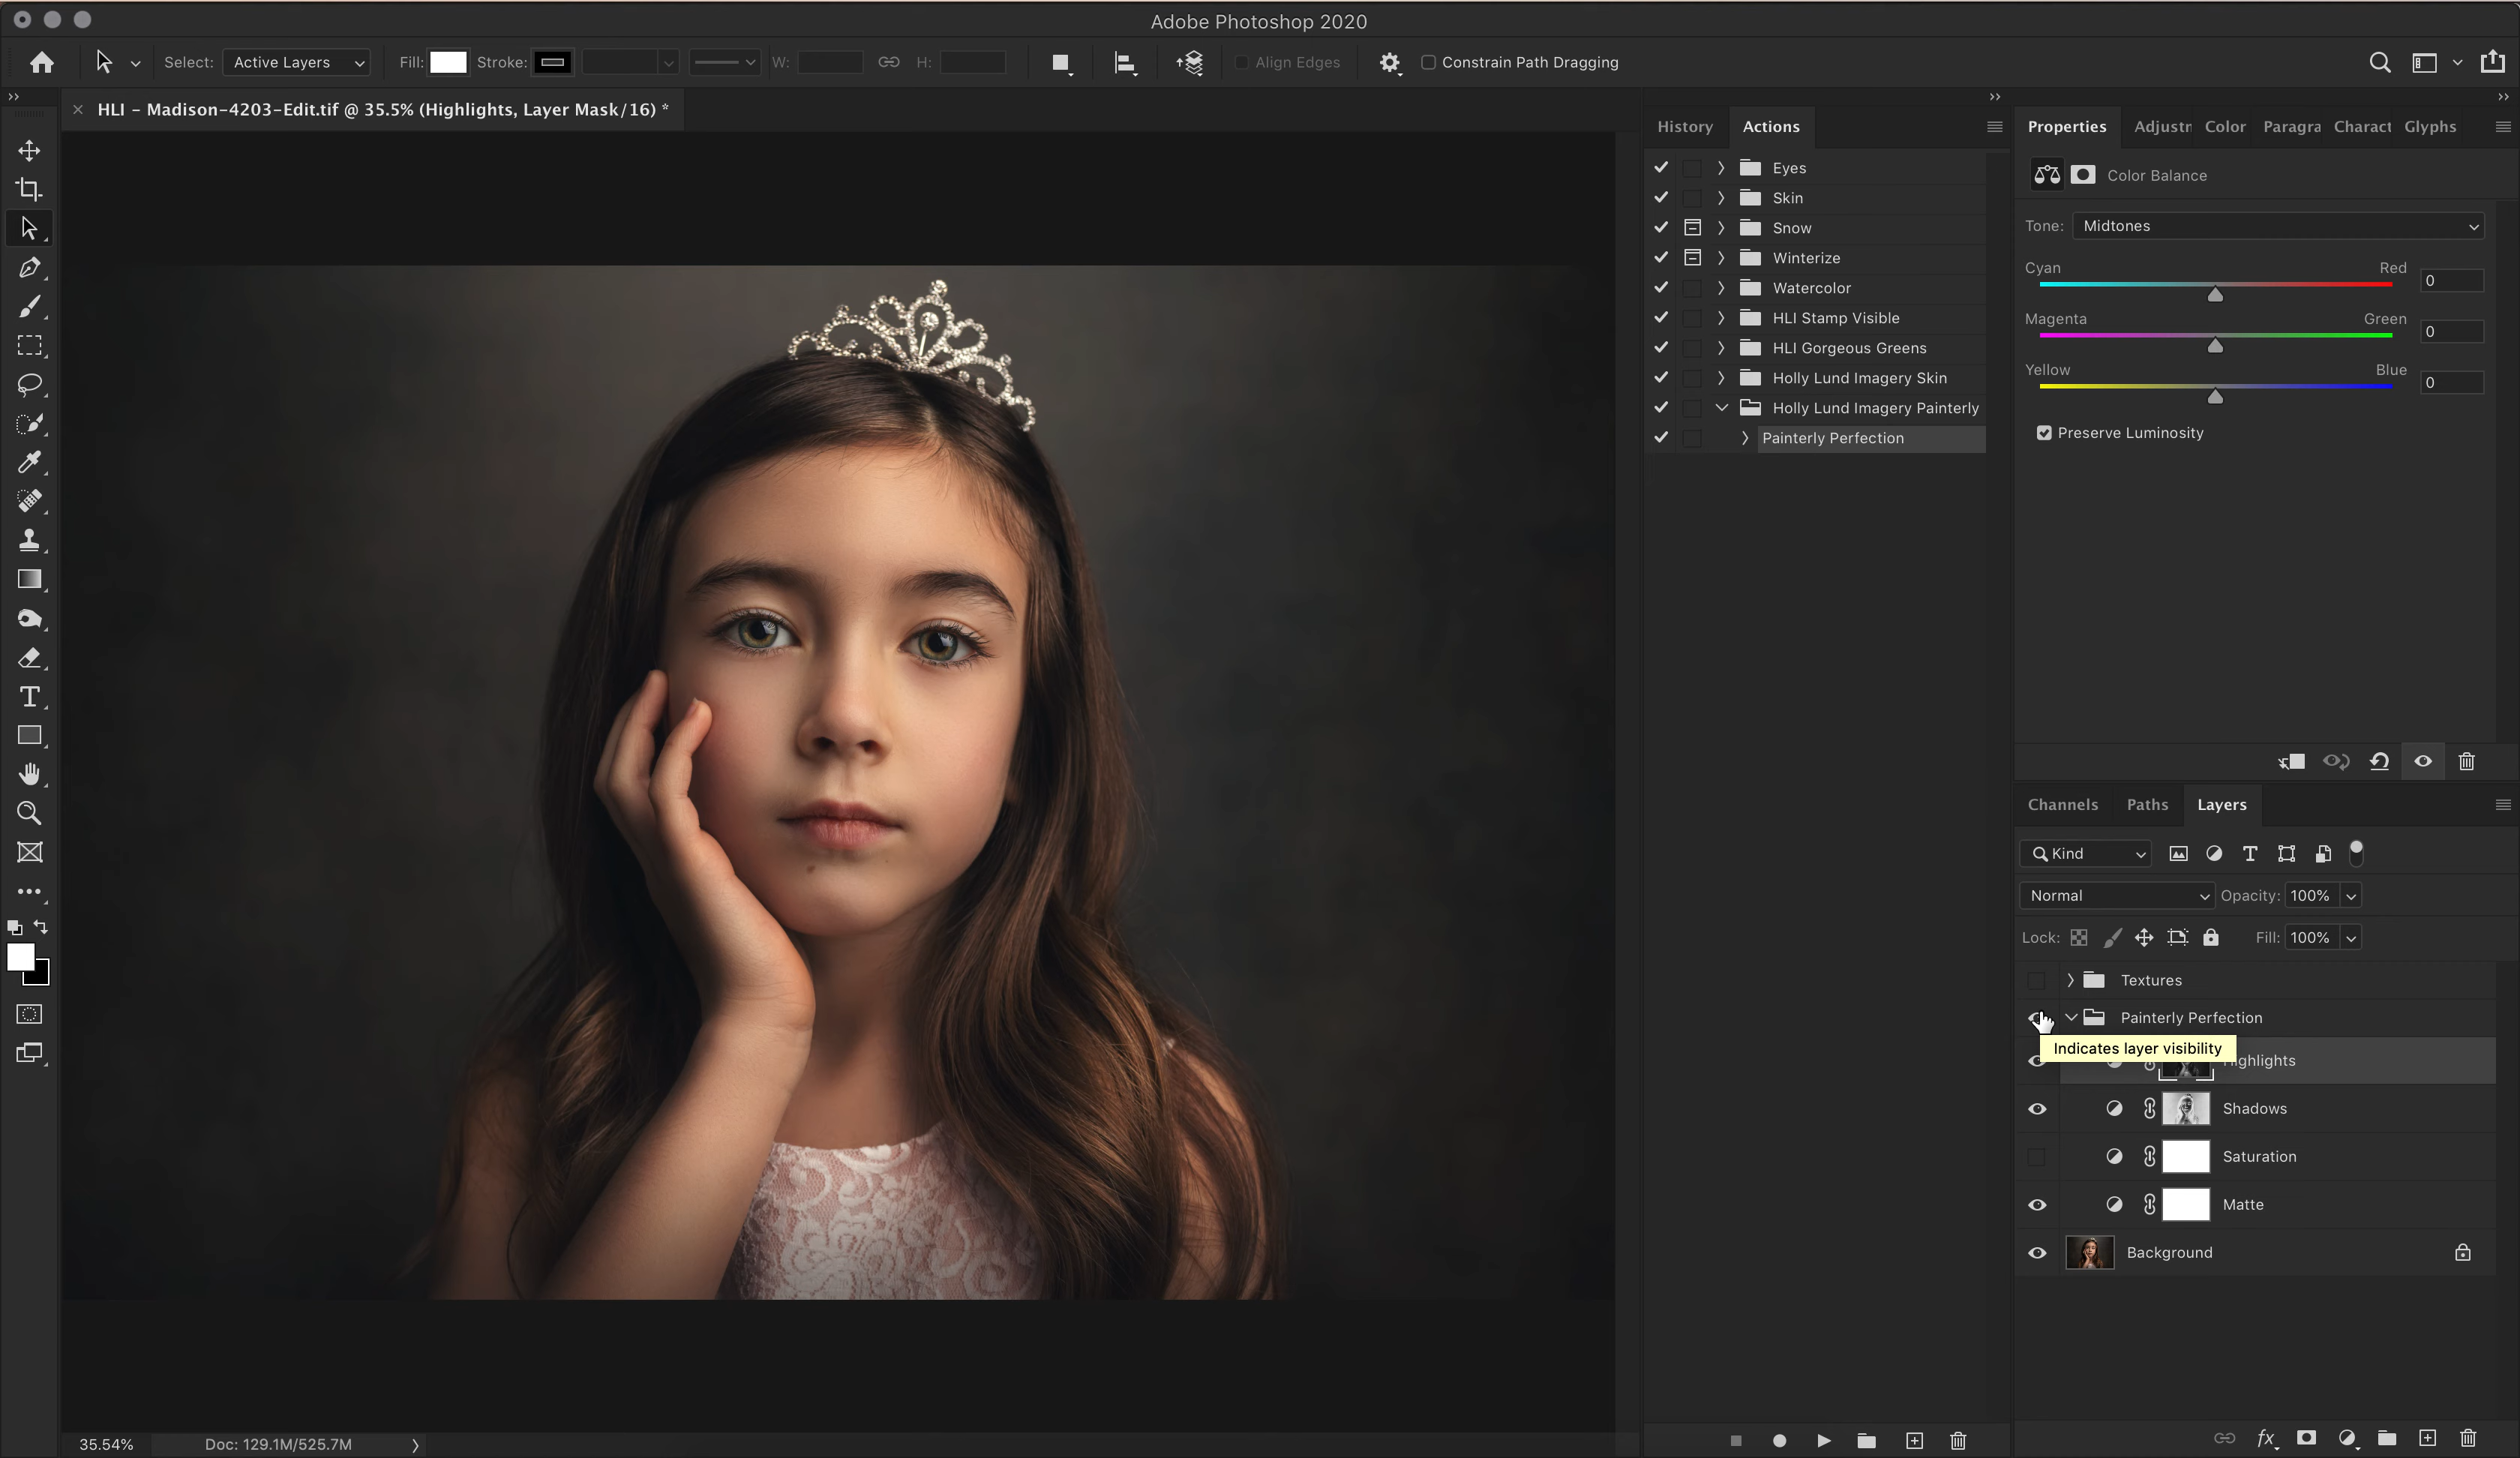 Adobe Photoshop 2020
Select: Active Layers Fill: Stroke: W: H: Align Edges Constrain Path Dragging
HLI - Madison-4203-Edit.tif @ 35.5% (Highlights, Layer Mask/16) *
History Actions
Eyes
Skin
Snow
Winterize
Watercolor
HLI Stamp Visible
HLI Gorgeous Greens
Holly Lund Imagery Skin
Holly Lund Imagery Painterly
Painterly Perfection
Properties Adjustn Color Paragra Charact Glyphs
Color Balance
Tone: Midtones
Cyan Red 0
Magenta Green 0
Yellow Blue 0
Preserve Luminosity
Channels Paths Layers
Kind
Normal Opacity: 100%
Lock: Fill: 100%
Textures
Painterly Perfection
Indicates layer visibility
ighlights
Shadows
Saturation
Matte
Background
fx
35.54% Doc: 129.1M/525.7M